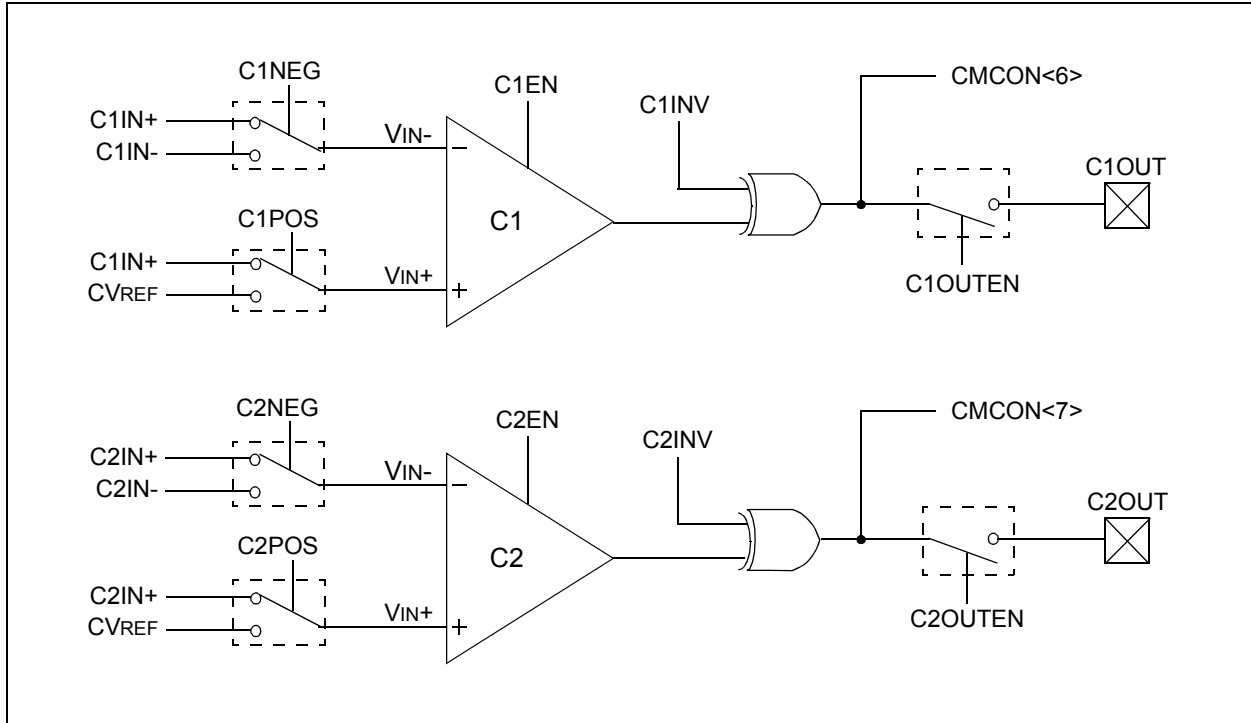 C1NEG
C1EN
CMCON<6>
C1INV
C1IN+
C1IN-
VIN-
−
C1OUT
C1POS
C1
C1IN+
CVREF
VIN+
+
C1OUTEN
C2NEG
C2EN
CMCON<7>
C2INV
C2IN+
C2IN-
VIN-
−
C2OUT
C2POS
C2
C2IN+
CVREF
VIN+
+
C2OUTEN